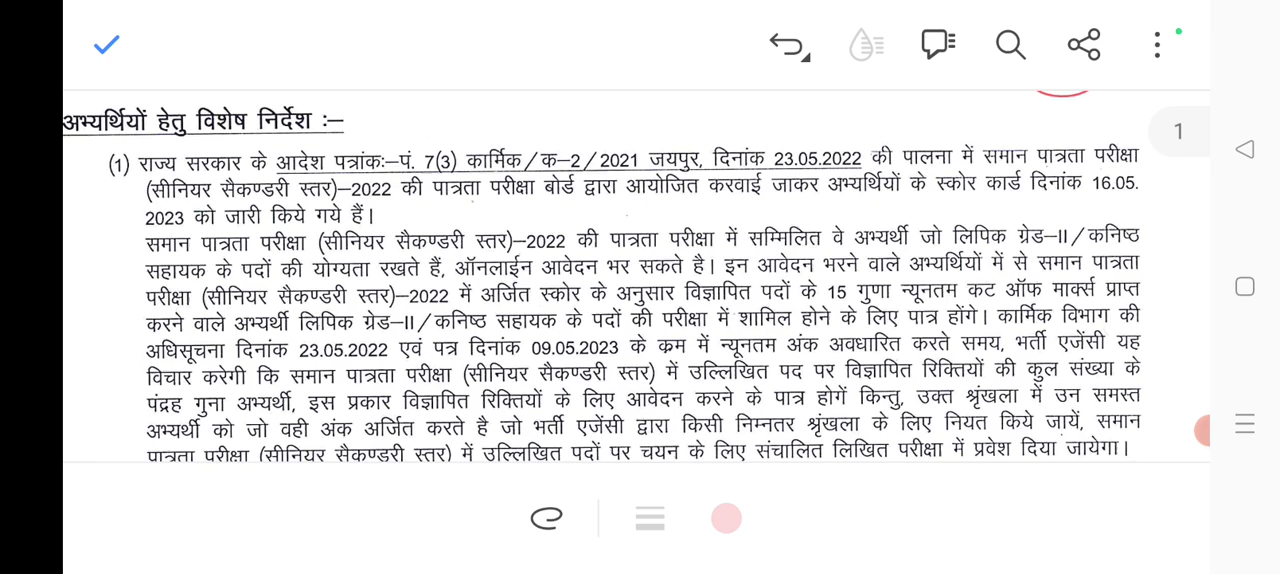 1
अभ्यर्थियों हेतु विशेष निर्देश :–
(1) राज्य सरकार के आदेश पत्रांकः–पं. 7(3) कार्मिक/क–2/2021 जयपुर, दिनांक 23.05.2022 की पालना में समान पात्रता परीक्षा
(सीनियर सैकण्डरी स्तर)–2022 की पात्रता परीक्षा बोर्ड द्वारा आयोजित करवाई जाकर अभ्यर्थियों के स्कोर कार्ड दिनांक 16.05.
2023 को जारी किये गये हैं।
समान पात्रता परीक्षा (सीनियर सैकण्डरी स्तर)–2022 की पात्रता परीक्षा में सम्मिलित वे अभ्यर्थी जो लिपिक ग्रेड–II/कनिष्ठ
सहायक के पदों की योग्यता रखते हैं, ऑनलाईन आवेदन भर सकते है। इन आवेदन भरने वाले अभ्यर्थियों में से समान पात्रता
परीक्षा (सीनियर सैकण्डरी स्तर)–2022 में अर्जित स्कोर के अनुसार विज्ञापित पदों के 15 गुणा न्यूनतम कट ऑफ मार्क्स प्राप्त
करने वाले अभ्यर्थी लिपिक ग्रेड–II/कनिष्ठ सहायक के पदों की परीक्षा में शामिल होने के लिए पात्र होंगे। कार्मिक विभाग की
अधिसूचना दिनांक 23.05.2022 एवं पत्र दिनांक 09.05.2023 के क्रम में न्यूनतम अंक अवधारित करते समय, भर्ती एजेंसी यह
विचार करेगी कि समान पात्रता परीक्षा (सीनियर सैकण्डरी स्तर) में उल्लिखित पद पर विज्ञापित रिक्तियों की कुल संख्या के
पंद्रह गुना अभ्यर्थी, इस प्रकार विज्ञापित रिक्तियों के लिए आवेदन करने के पात्र होगें किन्तु, उक्त श्रृंखला में उन समस्त
अभ्यर्थी को जो वही अंक अर्जित करते है जो भर्ती एजेंसी द्वारा किसी निम्नतर श्रृंखला के लिए नियत किये जायें, समान
पात्रता परीक्षा (सीनियर सैकण्डरी स्तर) में उल्लिखित पदों पर चयन के लिए संचालित लिखित परीक्षा में प्रवेश दिया जायेगा।